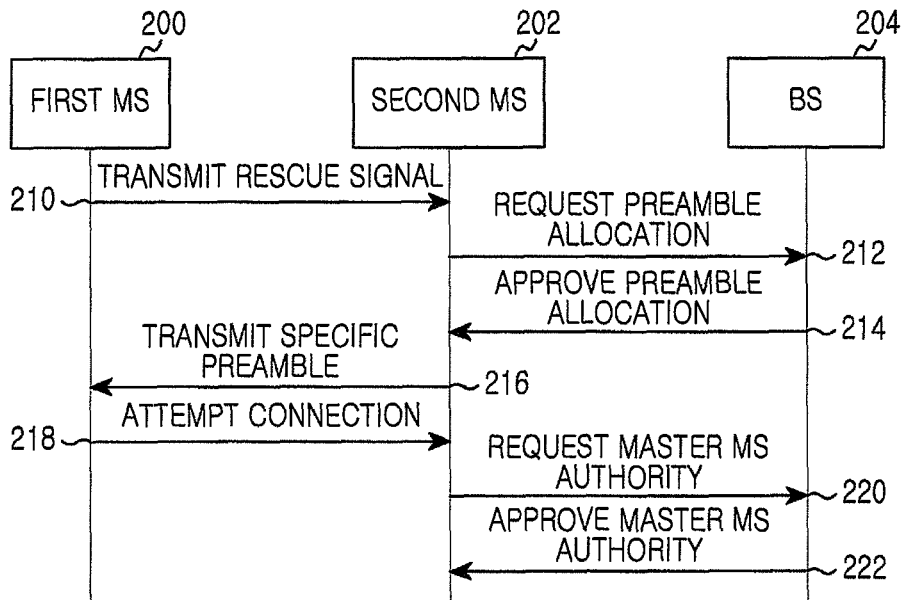 200
202
204
FIRST MS
SECOND MS
BS
TRANSMIT RESCUE SIGNAL
210
REQUEST PREAMBLE
ALLOCATION
212
APPROVE PREAMBLE
ALLOCATION
214
TRANSMIT SPECIFIC
PREAMBLE
216
ATTEMPT CONNECTION
218
REQUEST MASTER MS
AUTHORITY
220
APPROVE MASTER MS
AUTHORITY
222